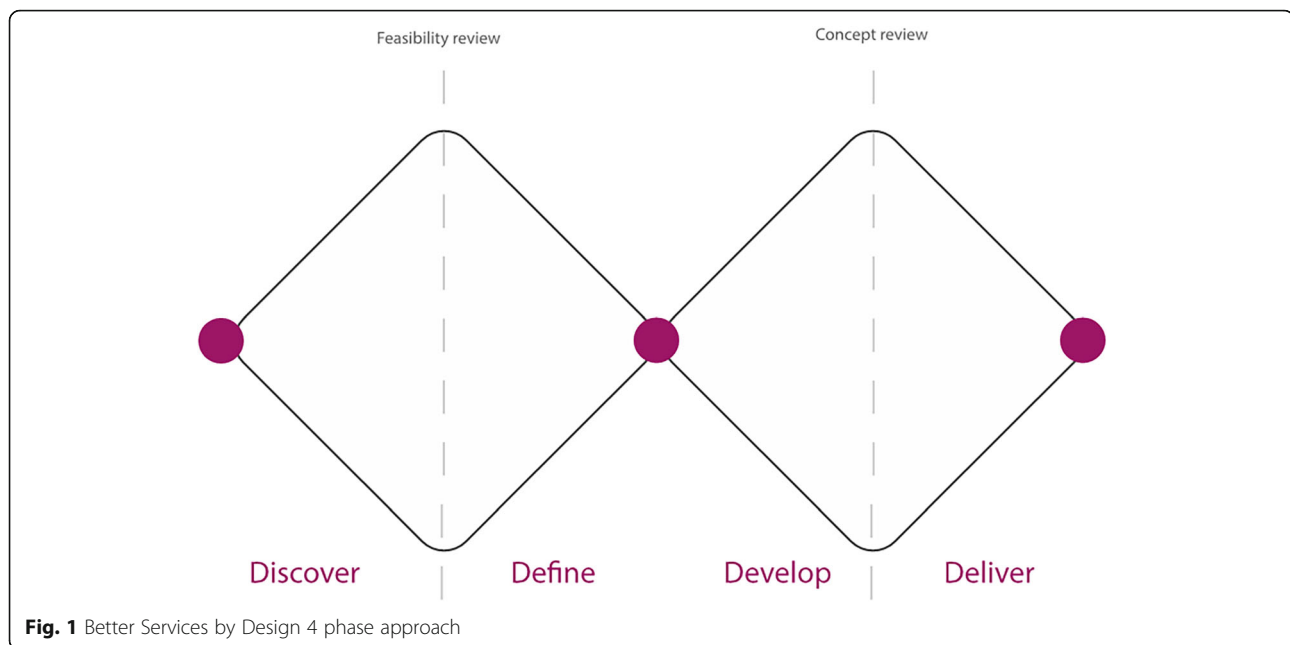 Feasibility review
Concept review
Discover
Define
Develop
Deliver
Fig. 1 Better Services by Design 4 phase approach